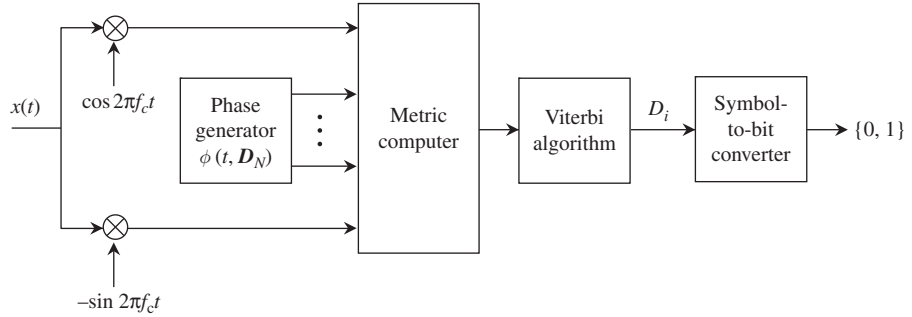 x(t)
cos 2πf_c t
Phase
generator
ϕ (t, D_N)
Metric
computer
Viterbi
algorithm
D_i
Symbol-
to-bit
converter
{0, 1}
–sin 2πf_c t